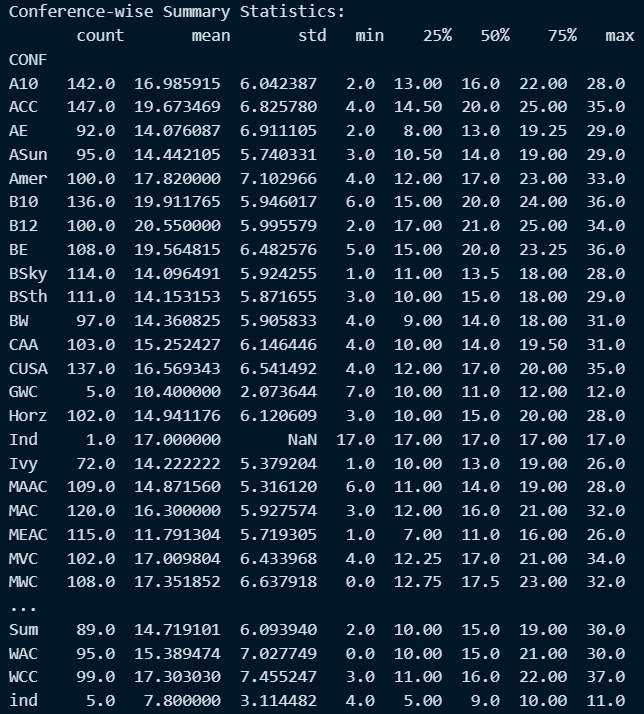 Conference-wise Summary Statistics:
count mean std min 25% 50% 75% max
CONF
A10 142.0 16.985915 6.042387 2.0 13.00 16.0 22.00 28.0
ACC 147.0 19.673469 6.825780 4.0 14.50 20.0 25.00 35.0
AE 92.0 14.076087 6.911105 2.0 8.00 13.0 19.25 29.0
ASun 95.0 14.442105 5.740331 3.0 10.50 14.0 19.00 29.0
Amer 100.0 17.820000 7.102966 4.0 12.00 17.0 23.00 33.0
B10 136.0 19.911765 5.946017 6.0 15.00 20.0 24.00 36.0
B12 100.0 20.550000 5.995579 2.0 17.00 21.0 25.00 34.0
BE 108.0 19.564815 6.482576 5.0 15.00 20.0 23.25 36.0
BSky 114.0 14.096491 5.924255 1.0 11.00 13.5 18.00 28.0
BSth 111.0 14.153153 5.871655 3.0 10.00 15.0 18.00 29.0
BW 97.0 14.360825 5.905833 4.0 9.00 14.0 18.00 31.0
CAA 103.0 15.252427 6.146446 4.0 10.00 14.0 19.50 31.0
CUSA 137.0 16.569343 6.541492 4.0 12.00 17.0 20.00 35.0
GWC 5.0 10.400000 2.073644 7.0 10.00 11.0 12.00 12.0
Horz 102.0 14.941176 6.120609 3.0 10.00 15.0 20.00 28.0
Ind 1.0 17.000000 NaN 17.0 17.00 17.0 17.00 17.0
Ivy 72.0 14.222222 5.379204 1.0 10.00 13.0 19.00 26.0
MAAC 109.0 14.871560 5.316120 6.0 11.00 14.0 19.00 28.0
MAC 120.0 16.300000 5.927574 3.0 12.00 16.0 21.00 32.0
MEAC 115.0 11.791304 5.719305 1.0 7.00 11.0 16.00 26.0
MVC 102.0 17.009804 6.433968 4.0 12.25 17.0 21.00 34.0
MWC 108.0 17.351852 6.637918 0.0 12.75 17.5 23.00 32.0
...
Sum 89.0 14.719101 6.093940 2.0 10.00 15.0 19.00 30.0
WAC 95.0 15.389474 7.027749 0.0 10.00 15.0 21.00 30.0
WCC 99.0 17.303030 7.455247 3.0 11.00 16.0 22.00 37.0
ind 5.0 7.800000 3.114482 4.0 5.00 9.0 10.00 11.0